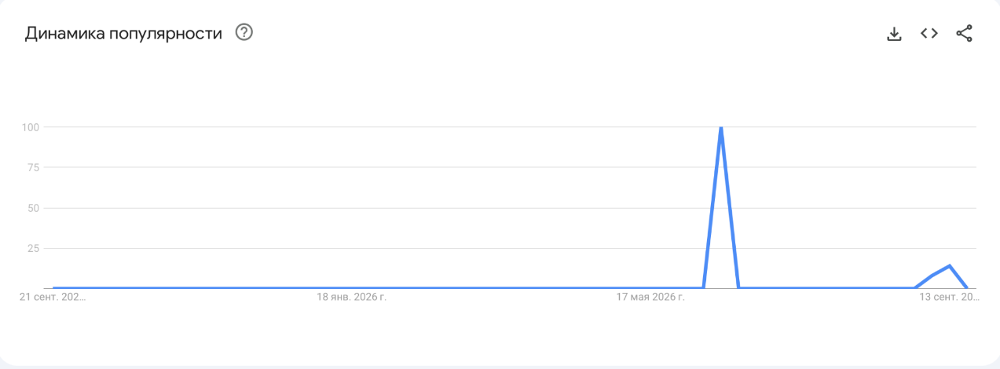 Динамика популярности
100
75
50
25
21 сент. 202...
18 янв. 2026 г.
17 мая 2026 г.
13 сент. 20...